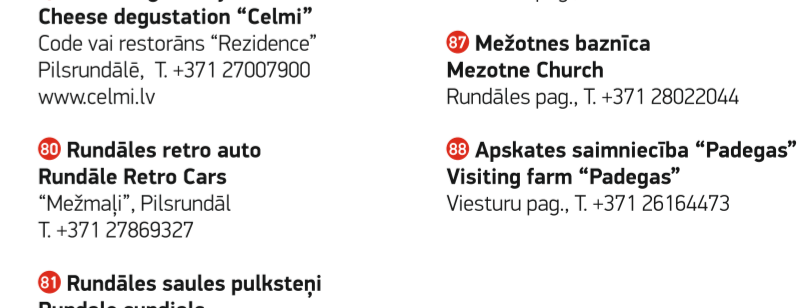 Cheese degustation “Celmi”
Code vai restorāns “Rezidence”
Pilsrundālē, T. +371 27007900
www.celmi.lv
80 Rundāles retro auto
Rundāle Retro Cars
“Mežmaļi”, Pilsrundāl
T. +371 27869327
81 Rundāles saules pulksteņi
87 Mežotnes baznīca
Mezotne Church
Rundāles pag., T. +371 28022044
88 Apskates saimniecība “Padegas”
Visiting farm “Padegas”
Viesturu pag., T. +371 26164473